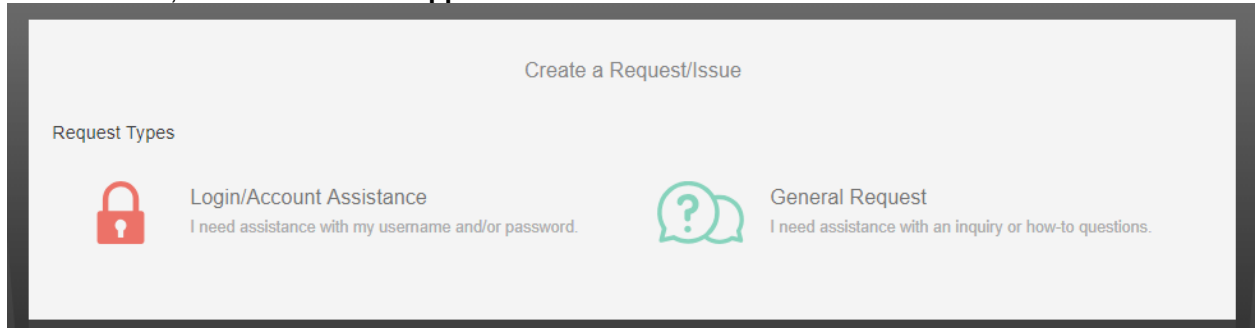 Create a Request/Issue
Request Types
Login/Account Assistance
I need assistance with my username and/or password.
General Request
I need assistance with an inquiry or how-to questions.